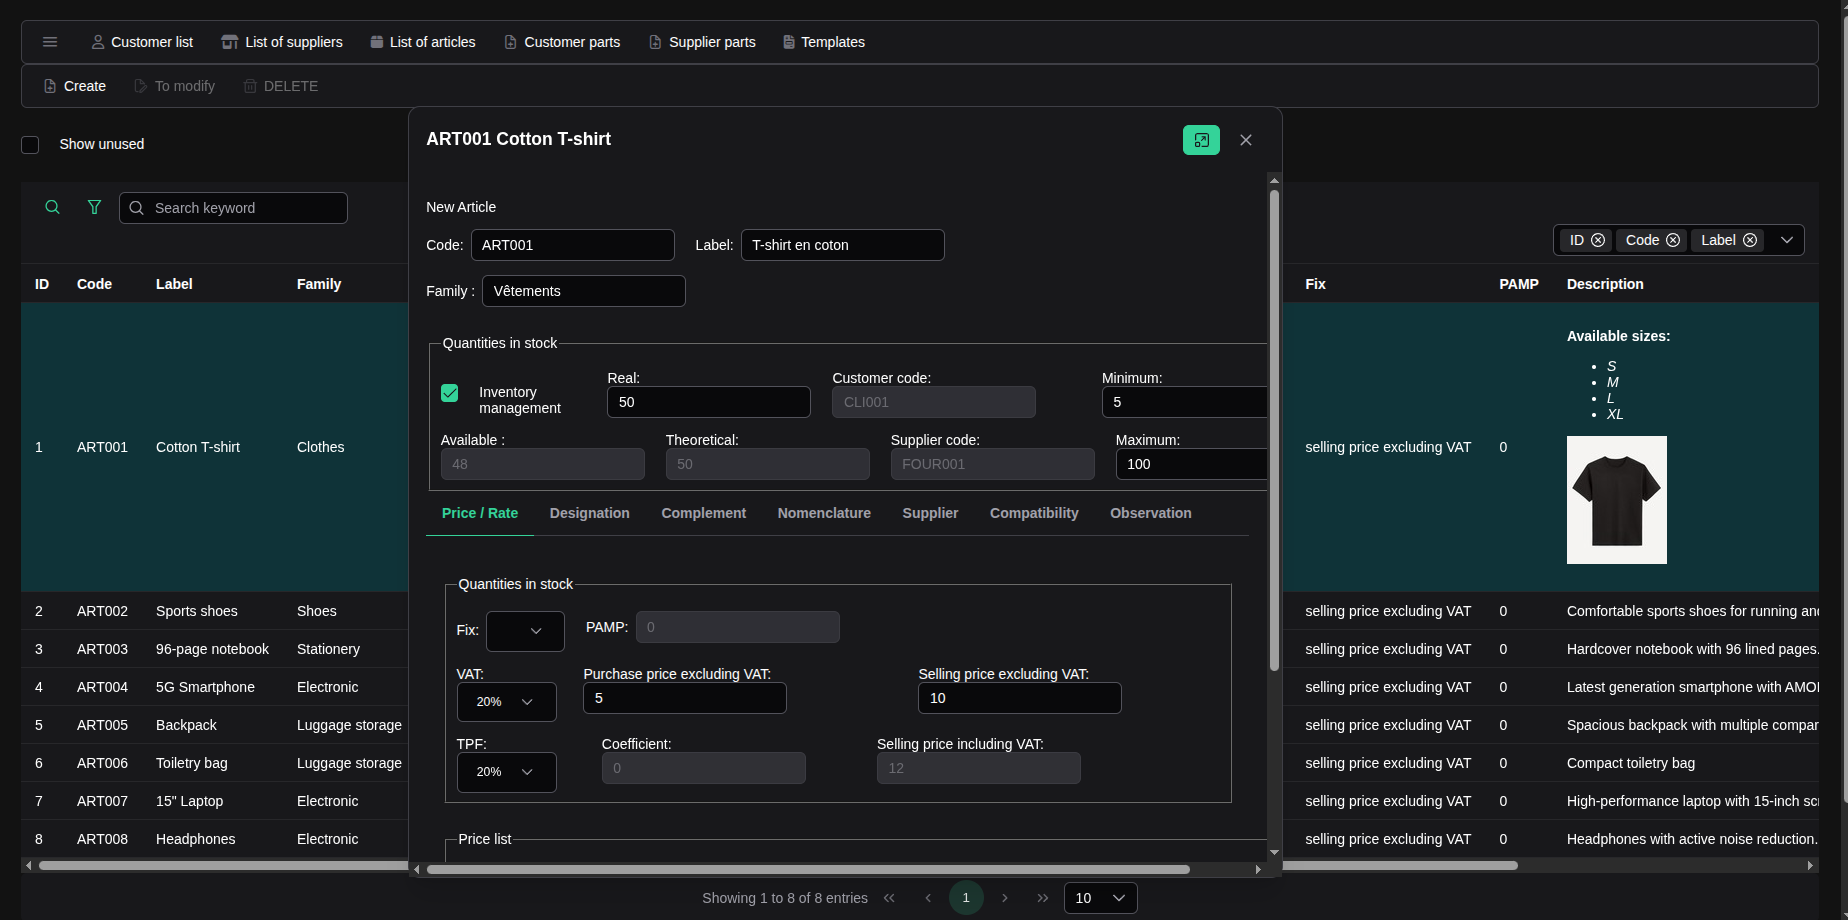 Customer list List of suppliers List of articles Customer parts Supplier parts Templates
Create To modify DELETE
Show unused
Search keyword
ID Code Label
ID Code Label Family Fix PAMP Description
1 ART001 Cotton T-shirt Clothes selling price excluding VAT 0
Available sizes:
• S
• M
• L
• XL
2 ART002 Sports shoes Shoes selling price excluding VAT 0 Comfortable sports shoes for running an
3 ART003 96-page notebook Stationery selling price excluding VAT 0 Hardcover notebook with 96 lined pages.
4 ART004 5G Smartphone Electronic selling price excluding VAT 0 Latest generation smartphone with AMO
5 ART005 Backpack Luggage storage selling price excluding VAT 0 Spacious backpack with multiple compar
6 ART006 Toiletry bag Luggage storage selling price excluding VAT 0 Compact toiletry bag
7 ART007 15" Laptop Electronic selling price excluding VAT 0 High-performance laptop with 15-inch sc
8 ART008 Headphones Electronic selling price excluding VAT 0 Headphones with active noise reduction.
ART001 Cotton T-shirt
New Article
Code: ART001 Label: T-shirt en coton
Family : Vêtements
Quantities in stock
Inventory
management
Real: Customer code: Minimum:
50 CLI001 5
Available : Theoretical: Supplier code: Maximum:
48 50 FOUR001 100
Price / Rate Designation Complement Nomenclature Supplier Compatibility Observation
Quantities in stock
Fix: PAMP: 0
VAT: Purchase price excluding VAT: Selling price excluding VAT:
20% 5 10
TPF: Coefficient: Selling price including VAT:
20% 0 12
Price list
Showing 1 to 8 of 8 entries 1 10